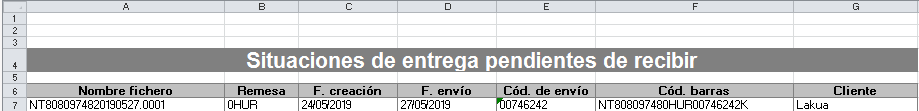 A B C D E F G
1
2
3
4 Situaciones de entrega pendientes de recibir
5
6 Nombre fichero Remesa F. creación F. envío Cód. de envío Cód. barras Cliente
7 NT8080974820190527.0001 0HUR 24/05/2019 27/05/2019 00746242 NT808097480HUR00746242K Lakua